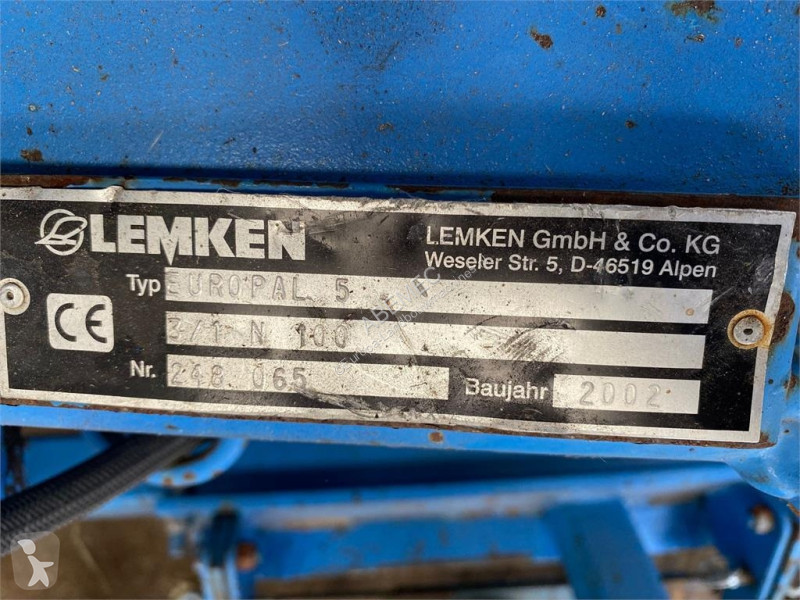 LEMKEN
LEMKEN GmbH & Co. KG
Weseler Str. 5, D-46519 Alpen
Typ EUROPAL 5
CE
3/1 N 100
Nr. 248 065 Baujahr 2002